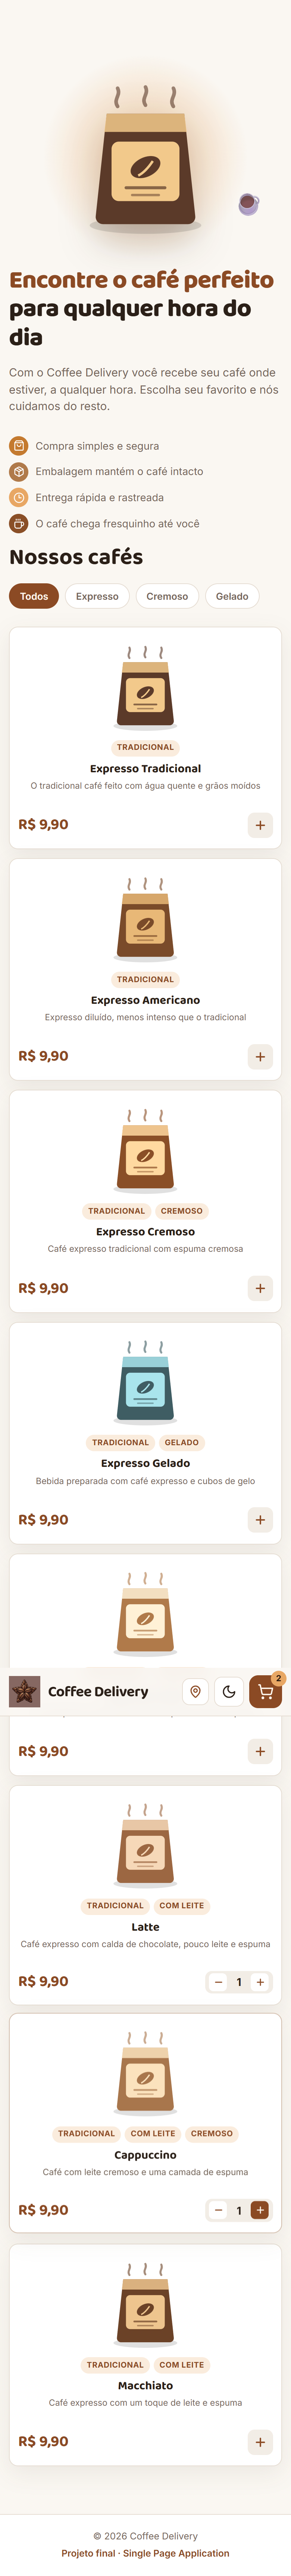 Encontre o café perfeito
para qualquer hora do
dia
Com o Coffee Delivery você recebe seu café onde
estiver, a qualquer hora. Escolha seu favorito e nós
cuidamos do resto.
Compra simples e segura
Embalagem mantém o café intacto
Entrega rápida e rastreada
O café chega fresquinho até você
Nossos cafés
Todos Expresso Cremoso Gelado
TRADICIONAL
Expresso Tradicional
O tradicional café feito com água quente e grãos moídos
R$ 9,90
TRADICIONAL
Expresso Americano
Expresso diluído, menos intenso que o tradicional
R$ 9,90
TRADICIONAL CREMOSO
Expresso Cremoso
Café expresso tradicional com espuma cremosa
R$ 9,90
TRADICIONAL GELADO
Expresso Gelado
Bebida preparada com café expresso e cubos de gelo
R$ 9,90
Coffee Delivery 2
R$ 9,90
TRADICIONAL COM LEITE
Latte
Café expresso com calda de chocolate, pouco leite e espuma
R$ 9,90 − 1 +
TRADICIONAL COM LEITE CREMOSO
Cappuccino
Café com leite cremoso e uma camada de espuma
R$ 9,90 − 1 +
TRADICIONAL COM LEITE
Macchiato
Café expresso com um toque de leite e espuma
R$ 9,90
© 2026 Coffee Delivery
Projeto final · Single Page Application